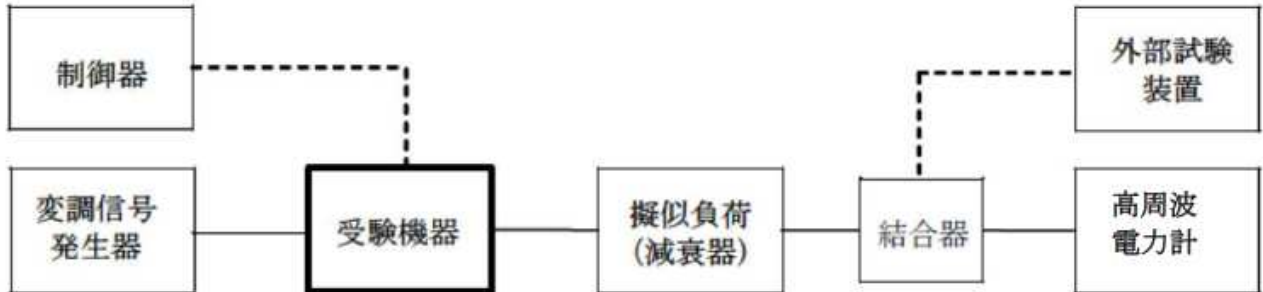 制御器
外部試験
装置
変調信号
発生器
受験機器
擬似負荷
(減衰器)
結合器
高周波
電力計